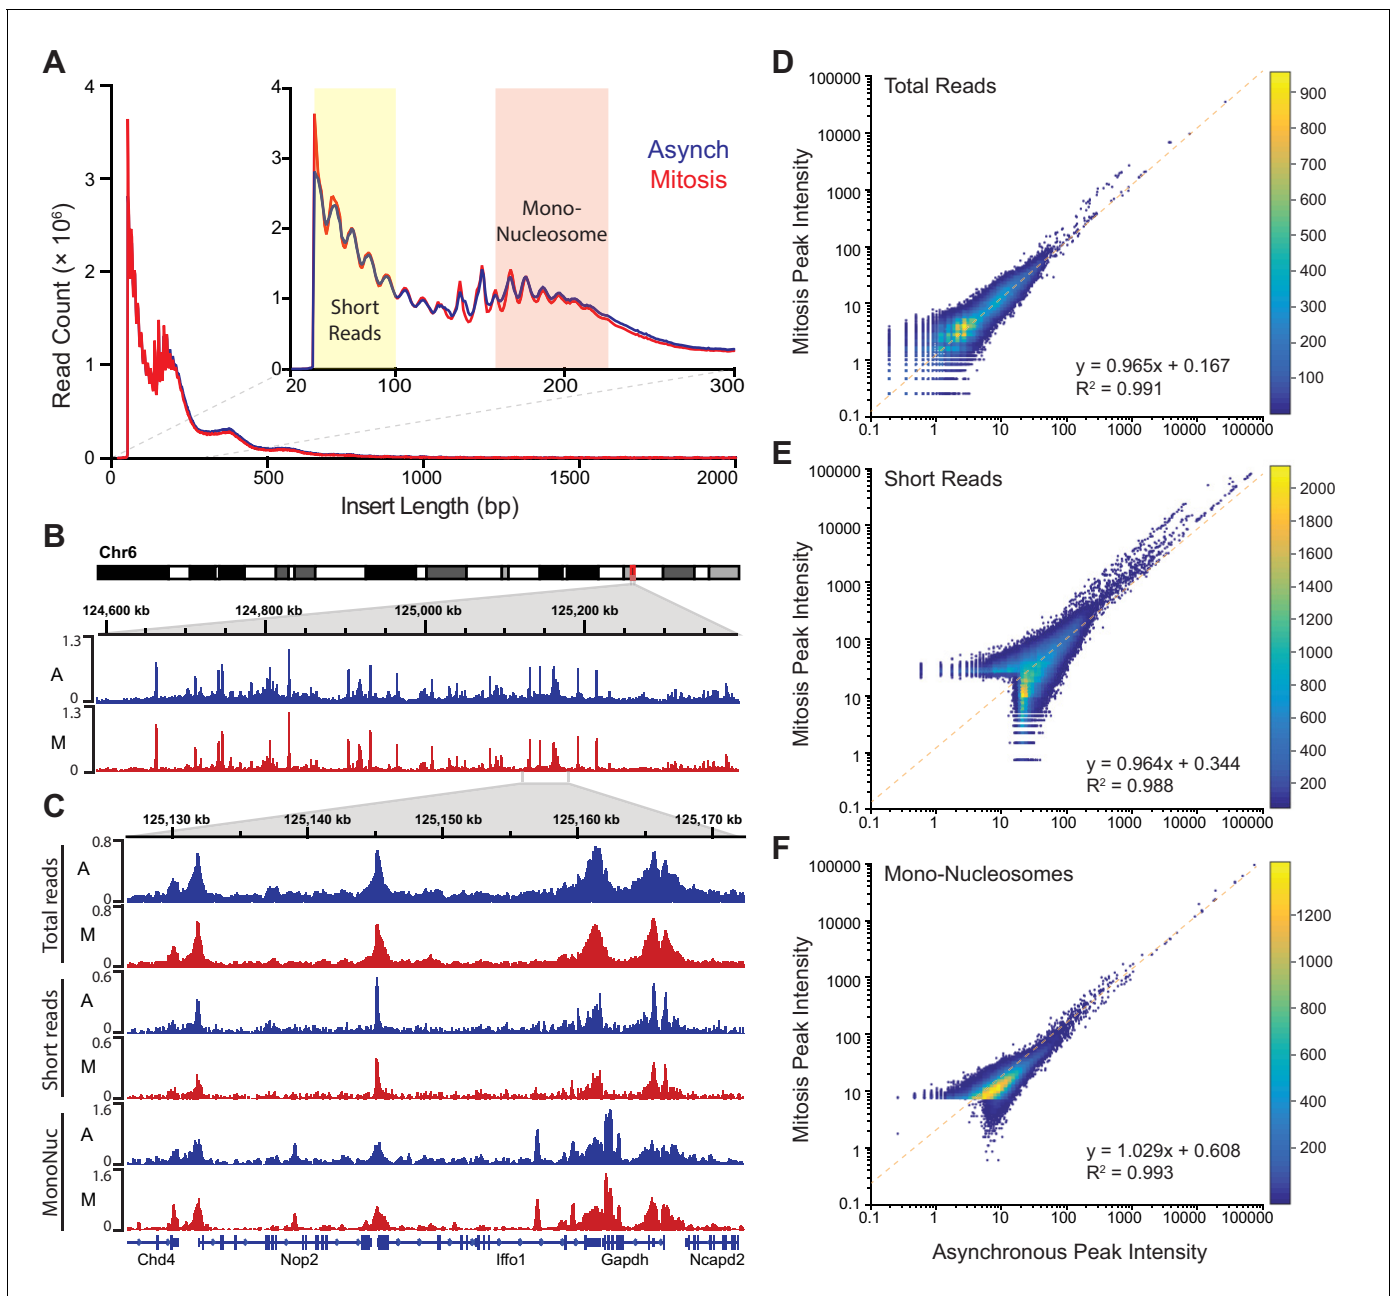 A
4
3
2
1
0
Read Count (× 10⁶)
0
500
1000
1500
2000
Insert Length (bp)
4
3
2
1
0
20
100
200
300
Short
Reads
Mono-
Nucleosome
Asynch
Mitosis
B
Chr6
124,600 kb
124,800 kb
125,000 kb
125,200 kb
1.3
A
0
1.3
M
0
C
125,130 kb
125,140 kb
125,150 kb
125,160 kb
125,170 kb
Total reads
0.8
A
0
0.8
M
0
Short reads
0.6
A
0
0.6
M
0
MonoNuc
1.6
A
0
1.6
M
0
Chd4
Nop2
Iffo1
Gapdh
Ncapd2
D
Total Reads
Mitosis Peak Intensity
100000
10000
1000
100
10
1
0.1
0.1
1
10
100
1000
10000
100000
y = 0.965x + 0.167
R² = 0.991
900
800
700
600
500
400
300
200
100
E
Short Reads
Mitosis Peak Intensity
100000
10000
1000
100
10
1
0.1
0.1
1
10
100
1000
10000
100000
y = 0.964x + 0.344
R² = 0.988
2000
1800
1600
1400
1200
1000
800
600
400
200
F
Mono-Nucleosomes
Mitosis Peak Intensity
100000
10000
1000
100
10
1
0.1
0.1
1
10
100
1000
10000
100000
y = 1.029x + 0.608
R² = 0.993
1200
1000
800
600
400
200
Asynchronous Peak Intensity